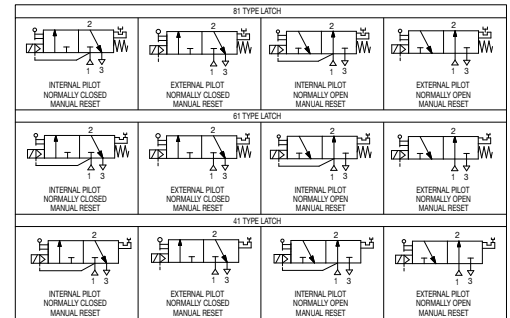 81 TYPE LATCH
2 2 2 2
1 3 1 3 1 3 1 3
INTERNAL PILOT EXTERNAL PILOT INTERNAL PILOT EXTERNAL PILOT
NORMALLY CLOSED NORMALLY CLOSED NORMALLY OPEN NORMALLY OPEN
MANUAL RESET MANUAL RESET MANUAL RESET MANUAL RESET
61 TYPE LATCH
2 2 2 2
1 3 1 3 1 3 1 3
INTERNAL PILOT EXTERNAL PILOT INTERNAL PILOT EXTERNAL PILOT
NORMALLY CLOSED NORMALLY CLOSED NORMALLY OPEN NORMALLY OPEN
MANUAL RESET MANUAL RESET MANUAL RESET MANUAL RESET
41 TYPE LATCH
2 2 2 2
1 3 1 3 1 3 1 3
INTERNAL PILOT EXTERNAL PILOT INTERNAL PILOT EXTERNAL PILOT
NORMALLY CLOSED NORMALLY CLOSED NORMALLY OPEN NORMALLY OPEN
MANUAL RESET MANUAL RESET MANUAL RESET MANUAL RESET